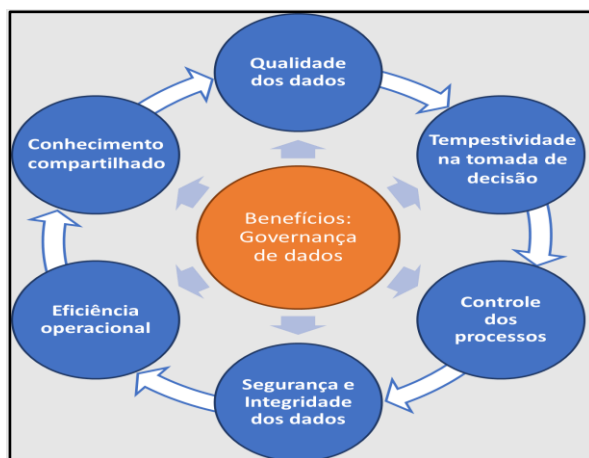 Qualidade
dos dados
Tempestividade
na tomada de
decisão
Controle
dos
processos
Segurança e
Integridade
dos dados
Eficiência
operacional
Conhecimento
compartilhado
Benefícios:
Governança
de dados